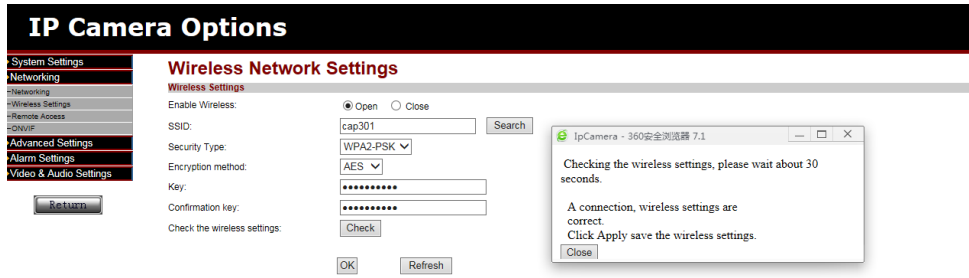 IP Camera Options
System Settings
Networking
Networking
Wireless Settings
Remote Access
ONVIF
Advanced Settings
Alarm Settings
Video & Audio Settings
Return
Wireless Network Settings
Wireless Settings
Enable Wireless: Open Close
SSID: cap301 Search
Security Type: WPA2-PSK
Encryption method: AES
Key: ••••••••••
Confirmation key: ••••••••••
Check the wireless settings: Check
OK Refresh
IpCamera - 360安全浏览器 7.1
Checking the wireless settings, please wait about 30
seconds.
A connection, wireless settings are
correct.
Click Apply save the wireless settings.
Close